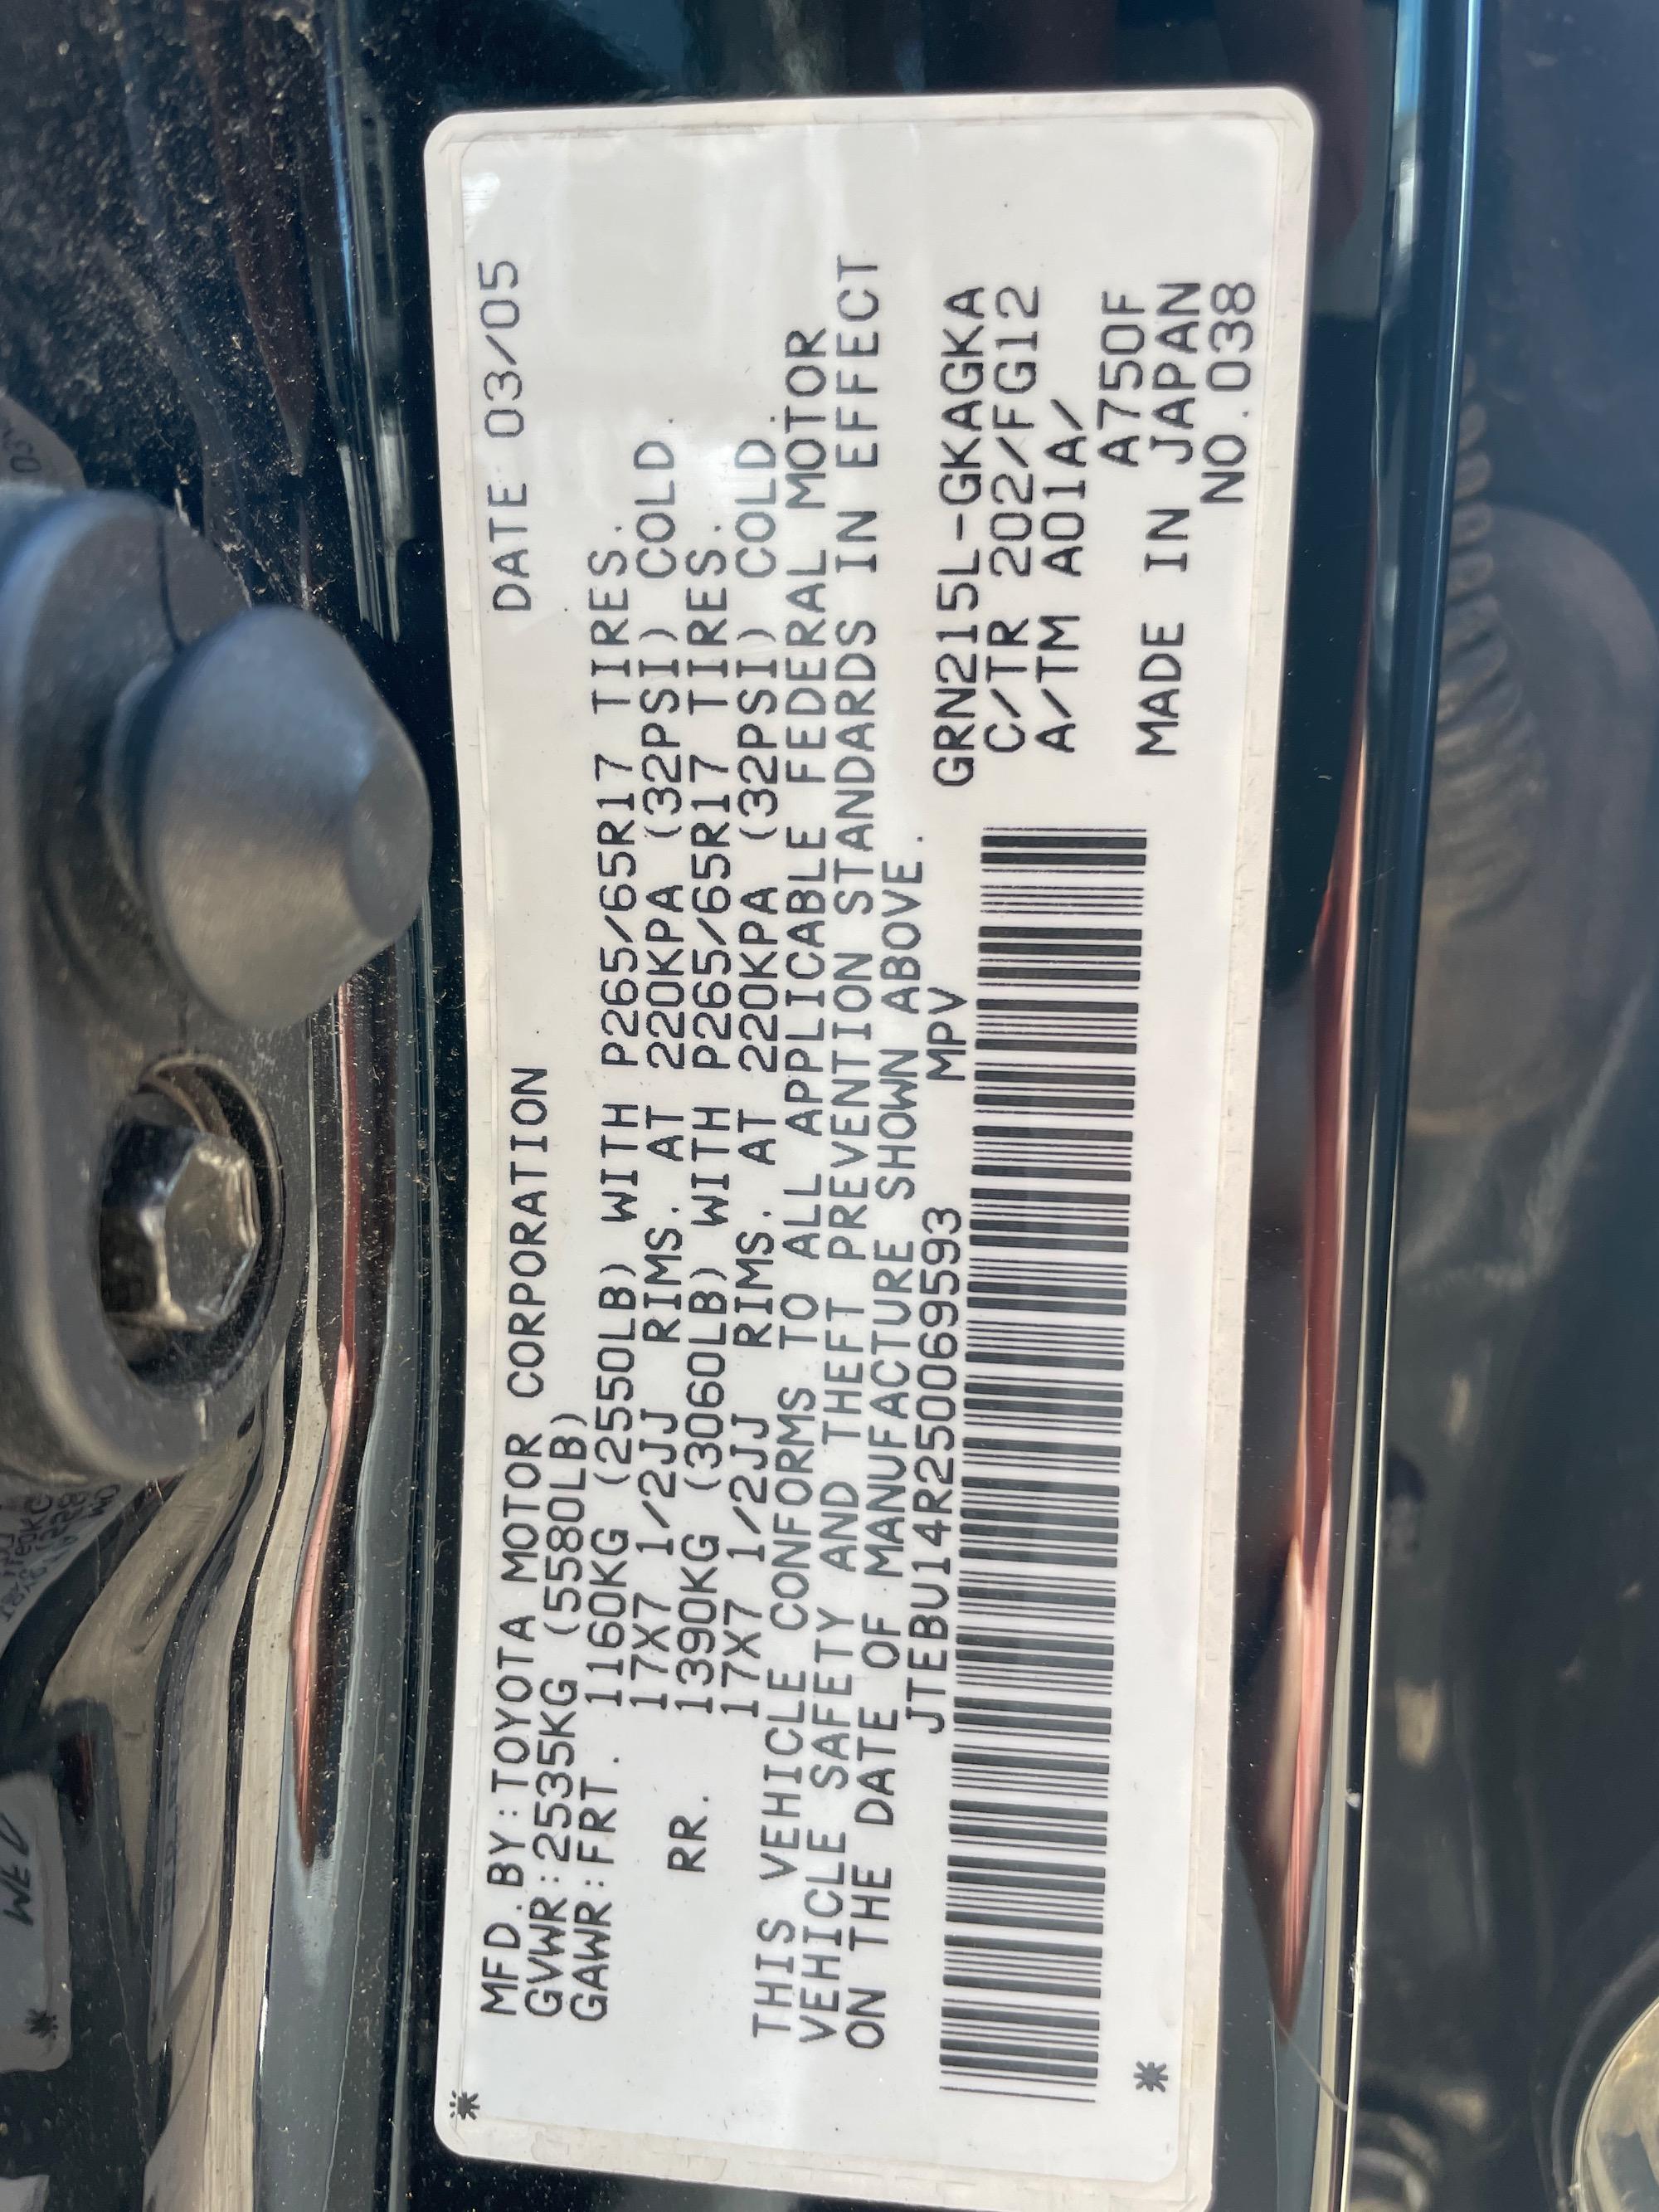 MFD.BY:TOYOTA MOTOR CORPORATION DATE 03/05
GVWR:2535KG (5580LB)
GAWR:FRT. 1160KG (2550LB) WITH P265/65R17 TIRES.
17X7 1/2JJ RIMS. AT 220KPA (32PSI) COLD.
RR. 1390KG (3060LB) WITH P265/65R17 TIRES.
17X7 1/2JJ RIMS. AT 220KPA (32PSI) COLD.
THIS VEHICLE CONFORMS TO ALL APPLICABLE FEDERAL MOTOR
VEHICLE SAFETY AND THEFT PREVENTION STANDARDS IN EFFECT
ON THE DATE OF MANUFACTURE SHOWN ABOVE.
JTEBU14R250069593 MPV
GRN215L-GKAGKA
C/TR 202/FG12
A/TM A01A/
A750F
MADE IN JAPAN
NO.038